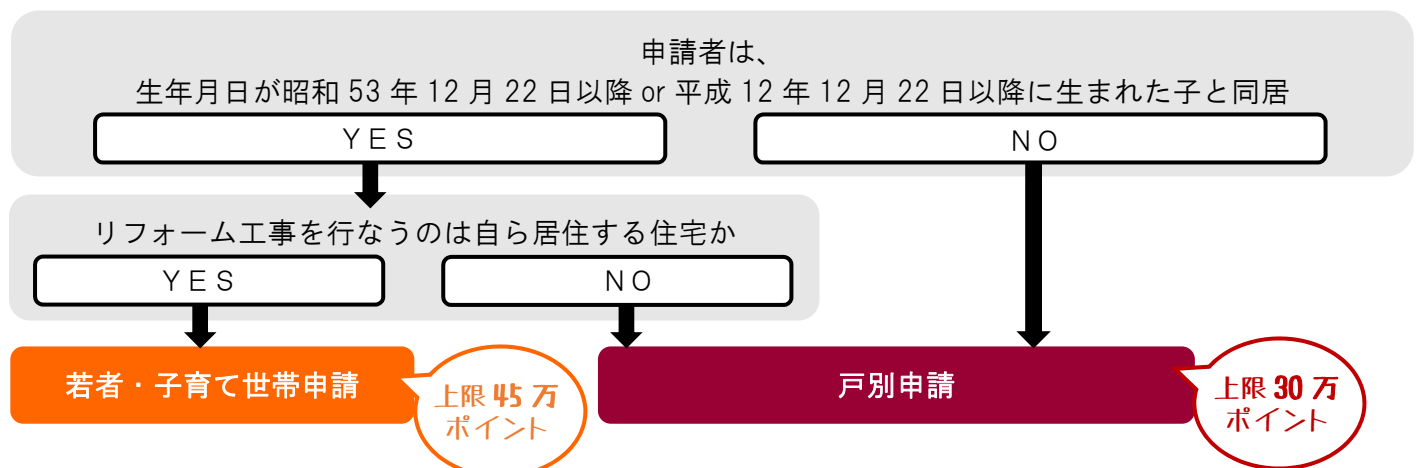 申請者は、
生年月日が昭和 53 年 12 月 22 日以降 or 平成 12 年 12 月 22 日以降に生まれた子と同居
ＹＥＳ
ＮＯ
リフォーム工事を行なうのは自ら居住する住宅か
ＹＥＳ
ＮＯ
若者・子育て世帯申請
上限 45 万
ポイント
戸別申請
上限 30 万
ポイント